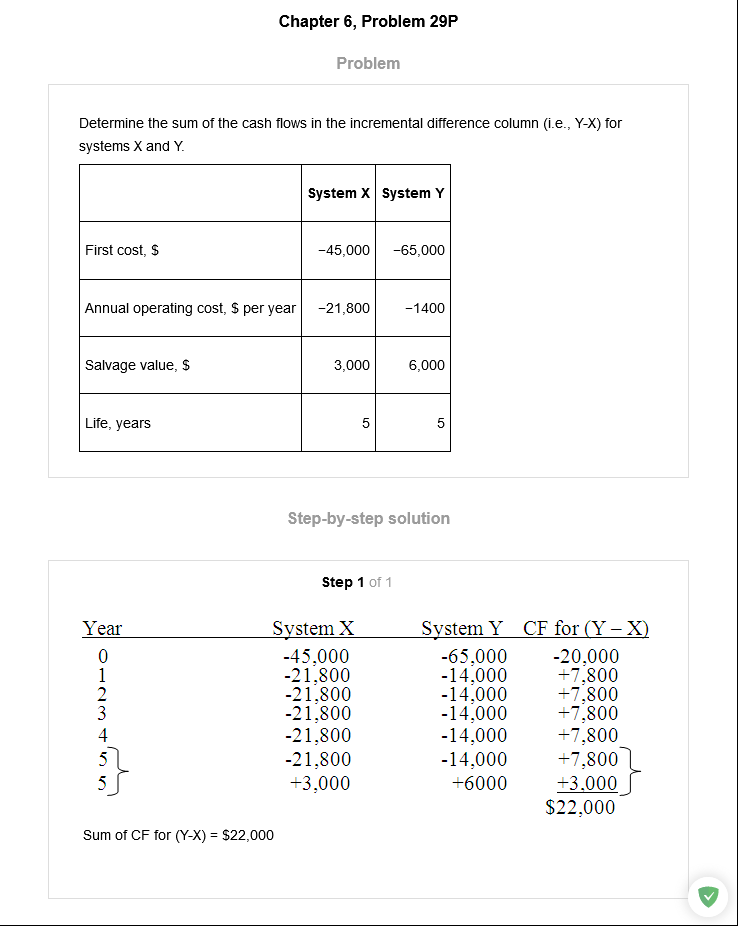 Chapter 6, Problem 29P
Problem
Determine the sum of the cash flows in the incremental difference column (i.e., Y-X) for
systems X and Y.
System X System Y
First cost, $ −45,000 −65,000
Annual operating cost, $ per year −21,800 −1400
Salvage value, $ 3,000 6,000
Life, years 5 5
Step-by-step solution
Step 1 of 1
Year System X System Y CF for (Y – X)
0 -45,000 -65,000 -20,000
1 -21,800 -14,000 +7,800
2 -21,800 -14,000 +7,800
3 -21,800 -14,000 +7,800
4 -21,800 -14,000 +7,800
5 -21,800 -14,000 +7,800
5 +3,000 +6000 +3,000
$22,000
Sum of CF for (Y-X) = $22,000